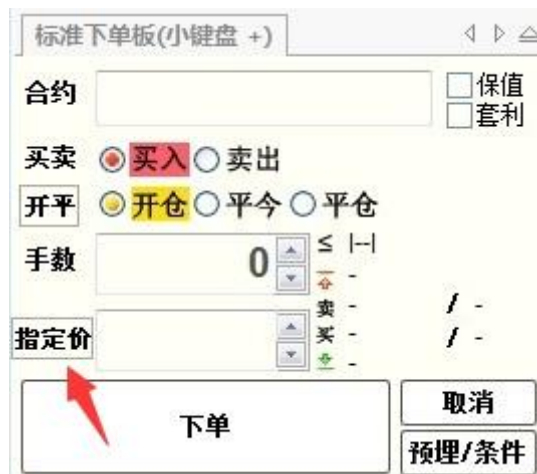 标准下单板(小键盘 +)
合约
保值
套利
买卖 买入 卖出
开平 开仓 平今 平仓
手数 0 ≤ |--|
-
卖 - / -
指定价 买 - / -
-
下单
取消
预埋/条件